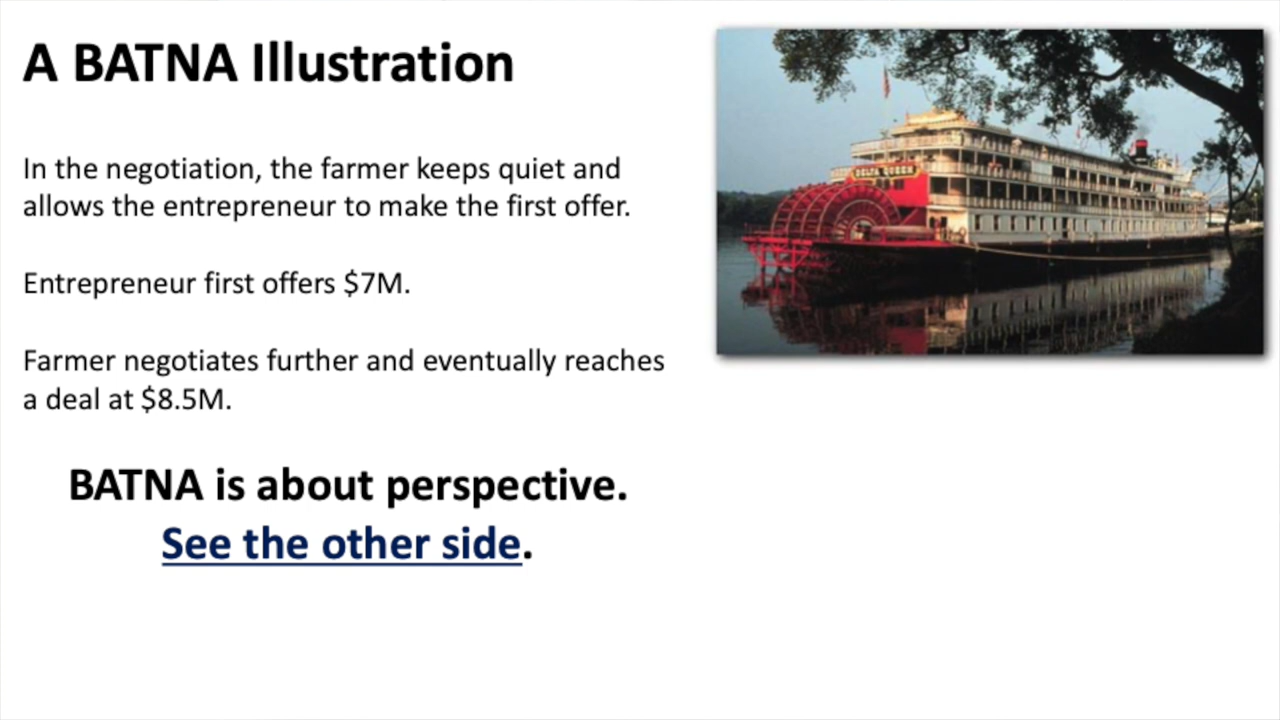 A BATNA Illustration
In the negotiation, the farmer keeps quiet and
allows the entrepreneur to make the first offer.
Entrepreneur first offers $7M.
Farmer negotiates further and eventually reaches
a deal at $8.5M.
BATNA is about perspective.
See the other side.
DELTA QUEEN